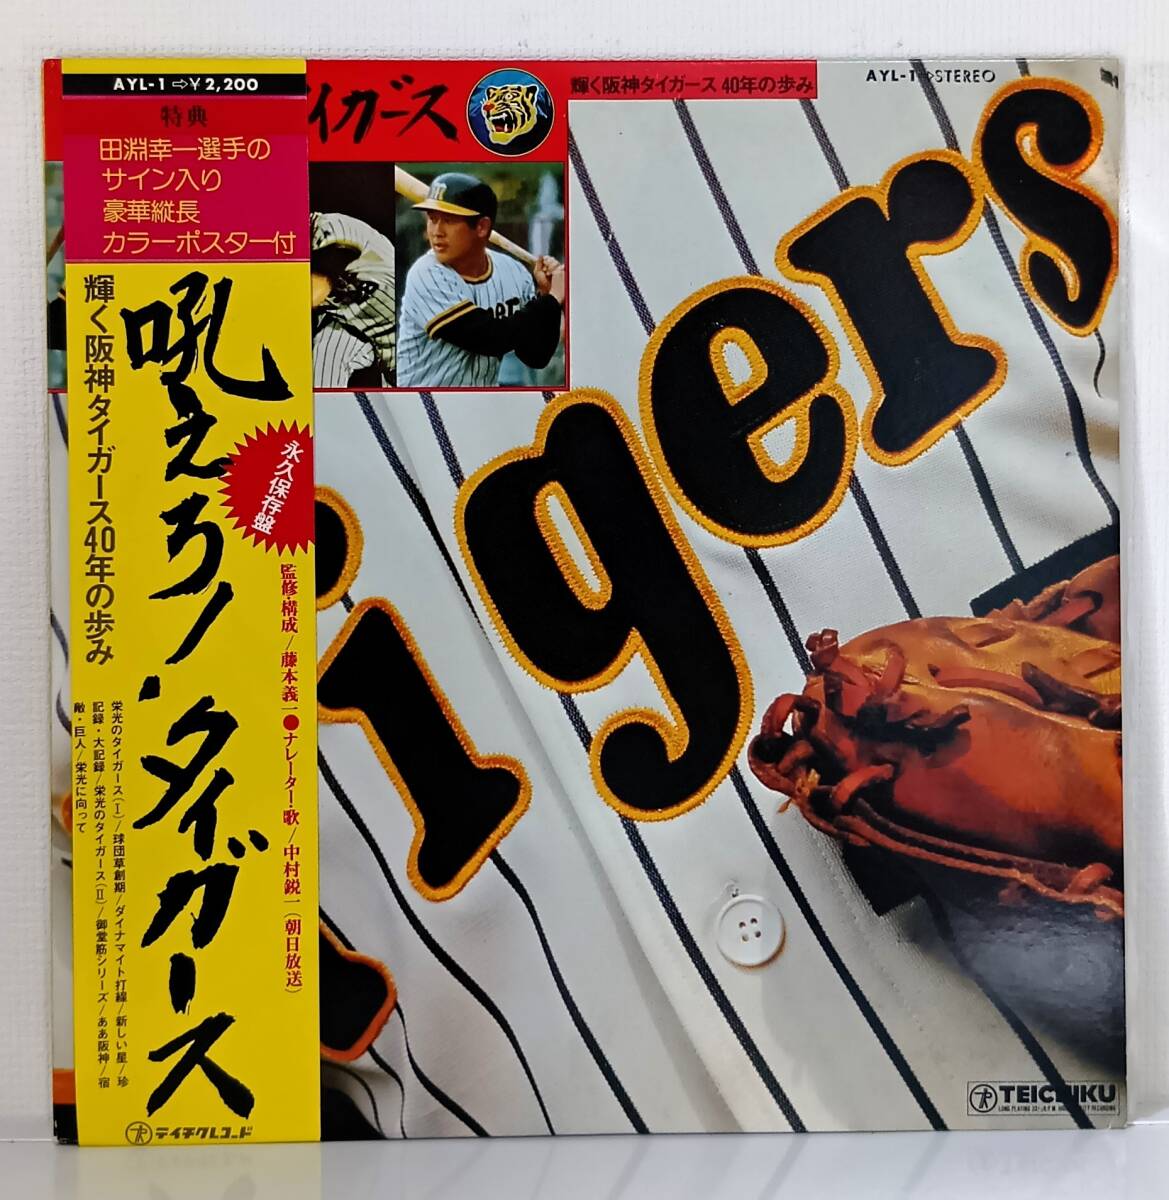 AYL-1⇨¥2,200
特典
田淵幸一選手の
サイン入り
豪華縦長
カラーポスター付
吼えろ!タイガース
輝く阪神タイガース40年の歩み
永久保存盤
監修・構成/藤本義一●ナレーター・歌/中村鋭一(朝日放送)
栄光のタイガース(Ⅰ)/球団草創期/ダイナマイト打線/新しい星/珍
記録・大記録/栄光のタイガース(Ⅱ)/御堂筋シリーズ/ああ阪神/宿
敵・巨人/栄光に向って
テイチクレコード
イガース
輝く阪神タイガース 40年の歩み
AYL-1⇨STEREO
igers
TEICHIKU